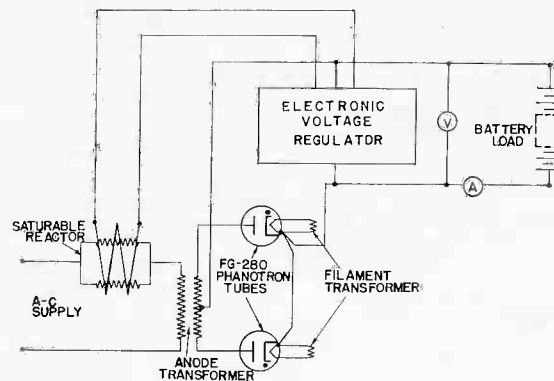 ELECTRONIC
VOLTAGE
REGULATOR
V
BATTERY
LOAD
A
SATURABLE
REACTOR
A-C
SUPPLY
FG-280
PHANOTRON
TUBES
FILAMENT
TRANSFORMER
ANODE
TRANSFORMER